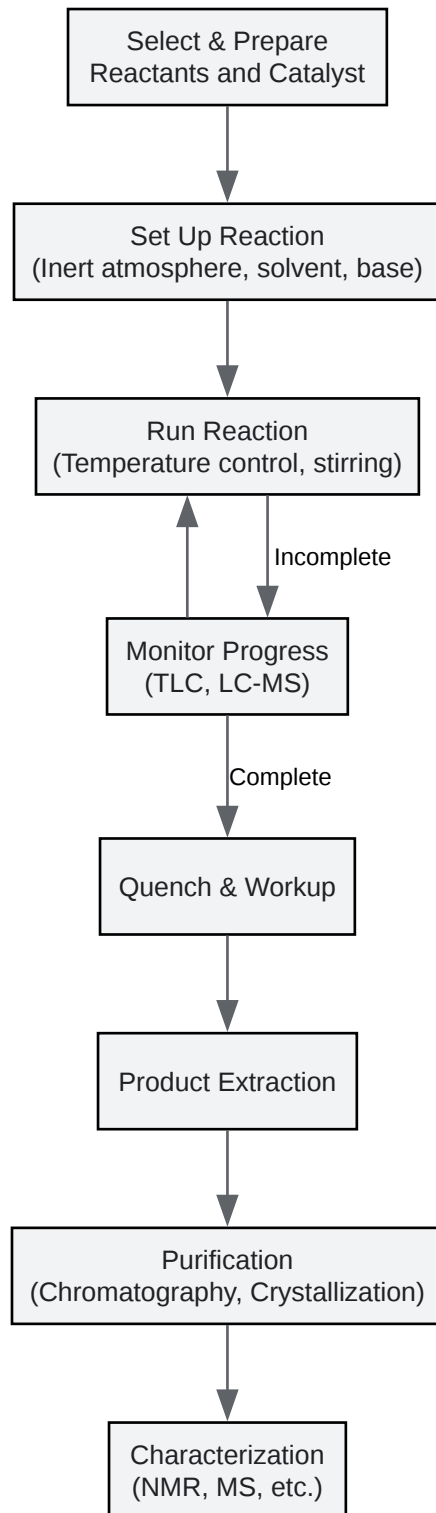 Select & Prepare
Reactants and Catalyst
Set Up Reaction
(Inert atmosphere, solvent, base)
Run Reaction
(Temperature control, stirring)
Incomplete
Monitor Progress
(TLC, LC-MS)
Complete
Quench & Workup
Product Extraction
Purification
(Chromatography, Crystallization)
Characterization
(NMR, MS, etc.)